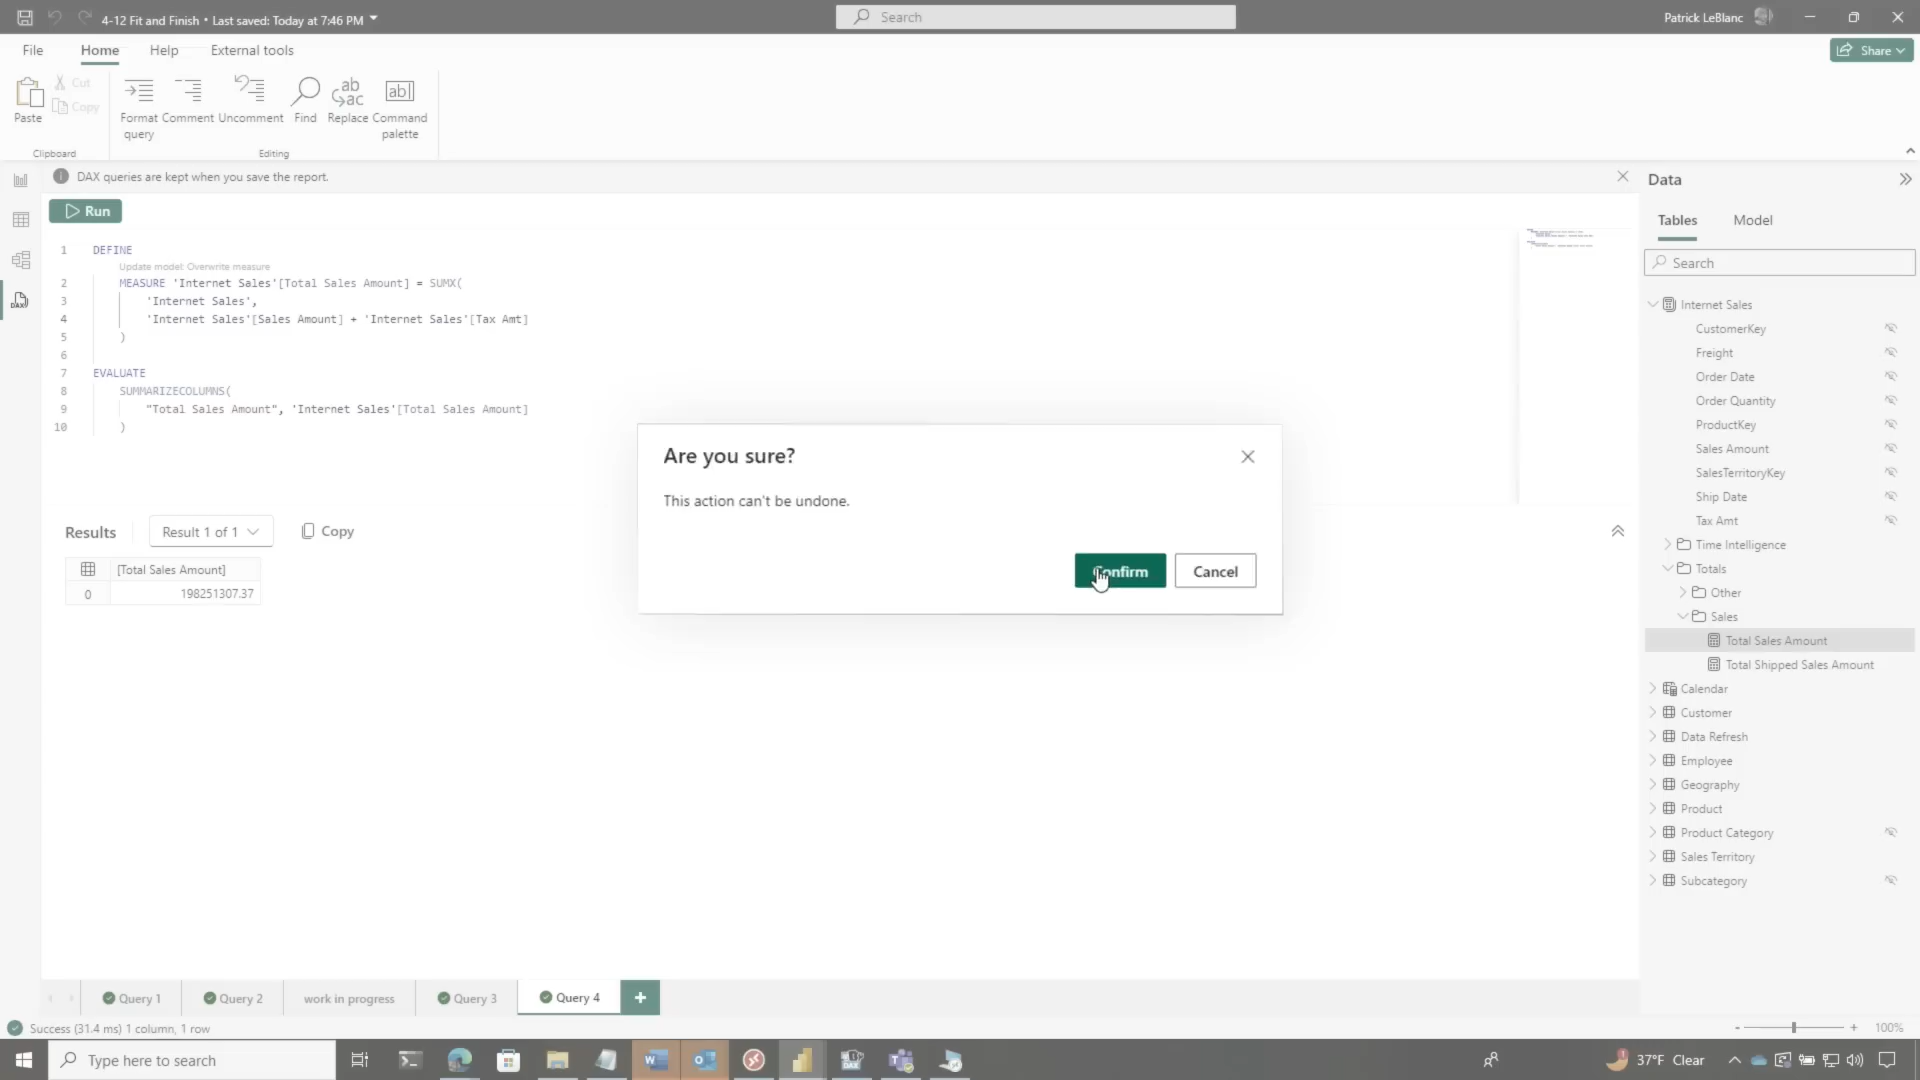 4-12 Fit and Finish • Last saved: Today at 7:46 PM
Search
Patrick LeBlanc
File
Home
Help
External tools
Share
Paste
Cut
Copy
Format query
Comment
Uncomment
Find
Replace
Command palette
Clipboard
Editing
DAX queries are kept when you save the report.
Run
1 DEFINE
Update model: Overwrite measure
2 MEASURE 'Internet Sales'[Total Sales Amount] = SUMX(
3 'Internet Sales',
4 'Internet Sales'[Sales Amount] + 'Internet Sales'[Tax Amt]
5 )
6
7 EVALUATE
8 SUMMARIZECOLUMNS(
9 "Total Sales Amount", 'Internet Sales'[Total Sales Amount]
10 )
Are you sure?
This action can't be undone.
Confirm
Cancel
Results
Result 1 of 1
Copy
[Total Sales Amount]
0 198251307.37
Data
Tables
Model
Search
Internet Sales
CustomerKey
Freight
Order Date
Order Quantity
ProductKey
Sales Amount
SalesTerritoryKey
Ship Date
Tax Amt
Time Intelligence
Totals
Other
Sales
Total Sales Amount
Total Shipped Sales Amount
Calendar
Customer
Data Refresh
Employee
Geography
Product
Product Category
Sales Territory
Subcategory
Query 1
Query 2
work in progress
Query 3
Query 4
+
Success (31.4 ms) 1 column, 1 row
- + 100%
Type here to search
37°F Clear